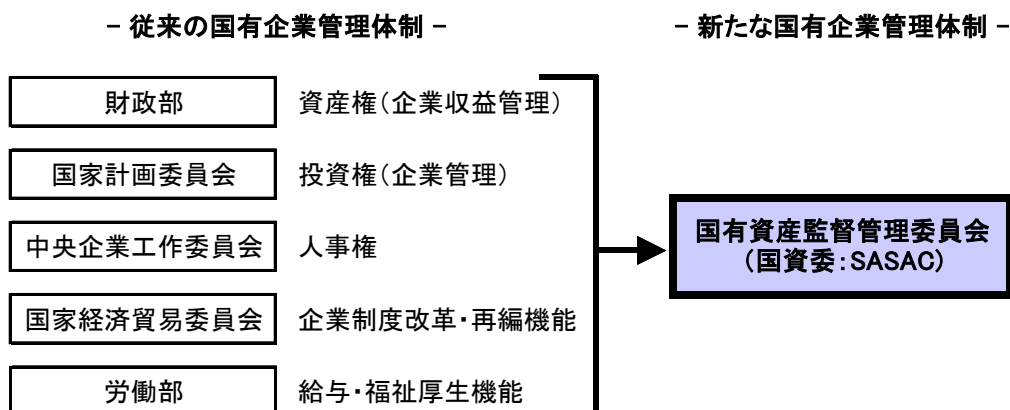 － 従来の国有企業管理体制 －
－ 新たな国有企業管理体制 －
財政部 資産権（企業収益管理）
国家計画委員会 投資権（企業管理）
中央企業工作委員会 人事権
国有資産監督管理委員会
（国資委：SASAC）
国家経済貿易委員会 企業制度改革・再編機能
労働部 給与・福祉厚生機能